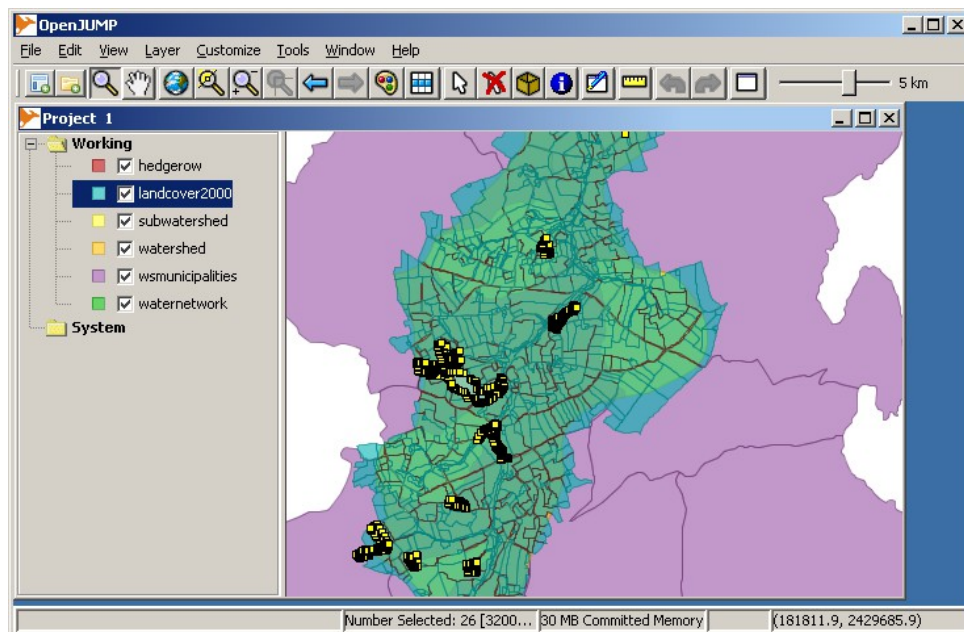 OpenJUMP
File Edit View Layer Customize Tools Window Help
5 km
Project 1
Working
hedgerow
landcover2000
subwatershed
watershed
wsmunicipalities
waternetwork
System
Number Selected: 26 [3200... 30 MB Committed Memory (181811.9, 2429685.9)